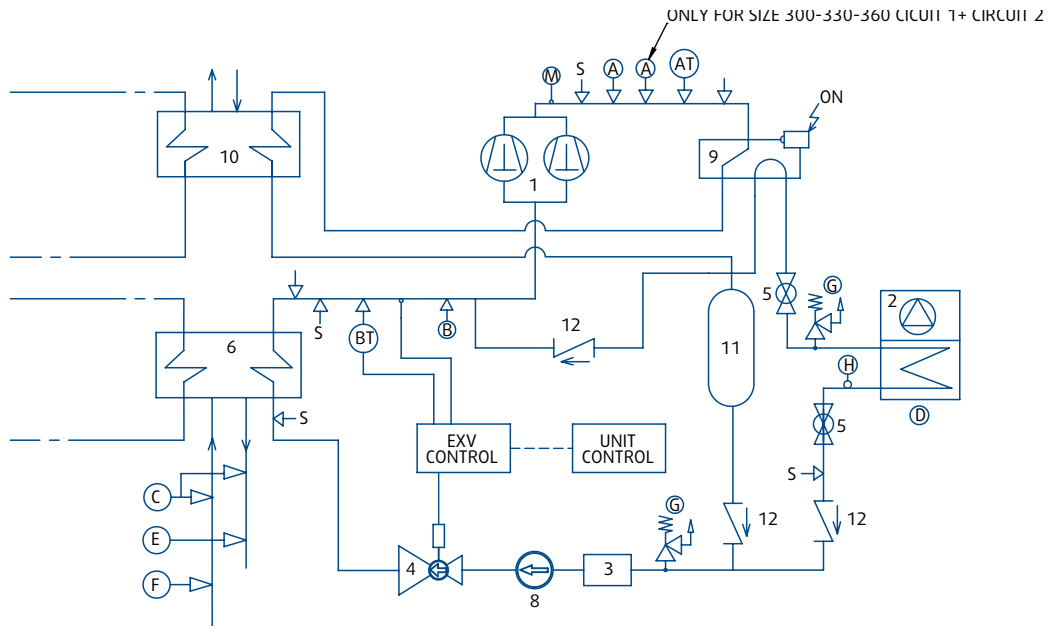 ONLY FOR SIZE 300-330-360 CICUIT 1+ CIRCUIT 2
M
S
A
A
AT
ON
10
1
9
5
G
2
S
BT
B
12
11
6
H
D
S
EXV
CONTROL
UNIT
CONTROL
5
S
C
G
12
12
E
4
3
F
8